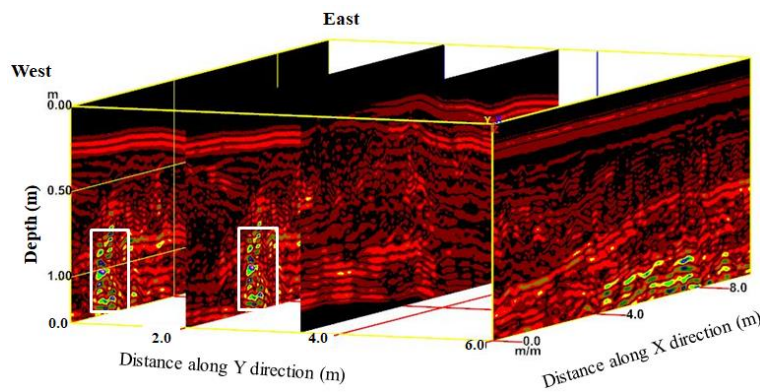 East
West
m
0.00
0.50
Depth (m)
1.00
0.0
2.0
4.0
6.0
0.0
m/m
4.0
8.0
Distance along Y direction (m)
Distance along X direction (m)